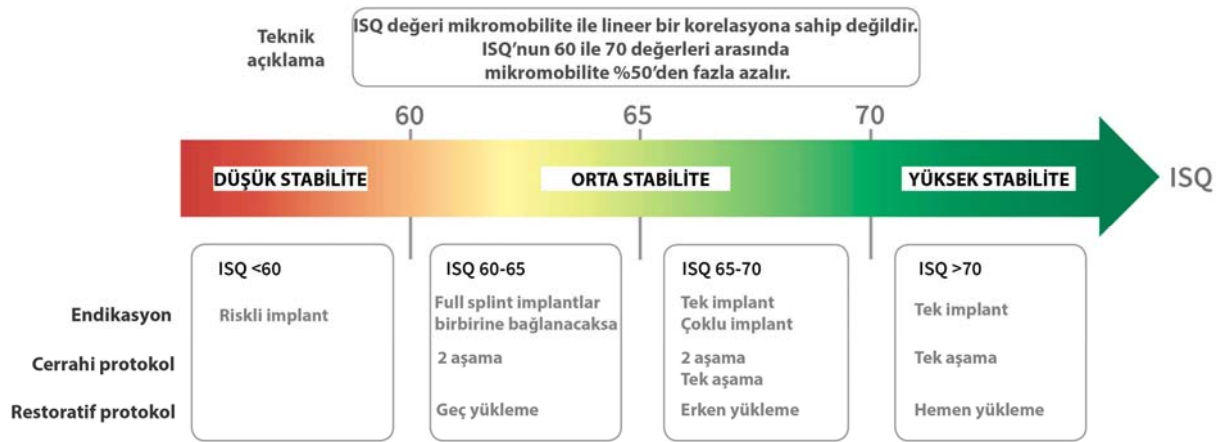 Teknik
açıklama
ISQ değeri mikromobilite ile lineer bir korelasyona sahip değildir.
ISQ'nun 60 ile 70 değerleri arasında
mikromobilite %50'den fazla azalır.
60
65
70
DÜŞÜK STABİLİTE
ORTA STABİLİTE
YÜKSEK STABİLİTE
ISQ
ISQ <60
ISQ 60-65
ISQ 65-70
ISQ >70
Endikasyon
Riskli implant
Full splint implantlar
birbirine bağlanacaksa
Tek implant
Çoklu implant
Tek implant
Cerrahi protokol
2 aşama
2 aşama
Tek aşama
Tek aşama
Restoratif protokol
Geç yükleme
Erken yükleme
Hemen yükleme